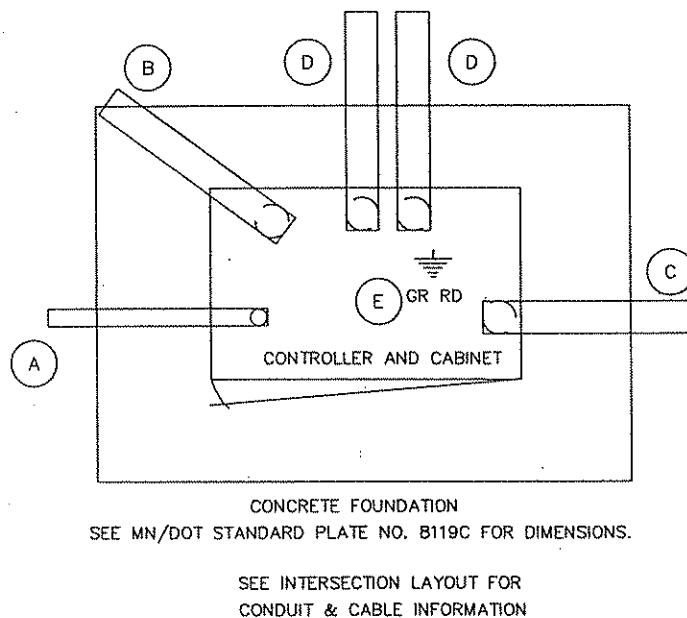 B
D
D
C
E
GR RD
A
CONTROLLER AND CABINET
CONCRETE FOUNDATION
SEE MN/DOT STANDARD PLATE NO. 8119C FOR DIMENSIONS.
SEE INTERSECTION LAYOUT FOR
CONDUIT & CABLE INFORMATION